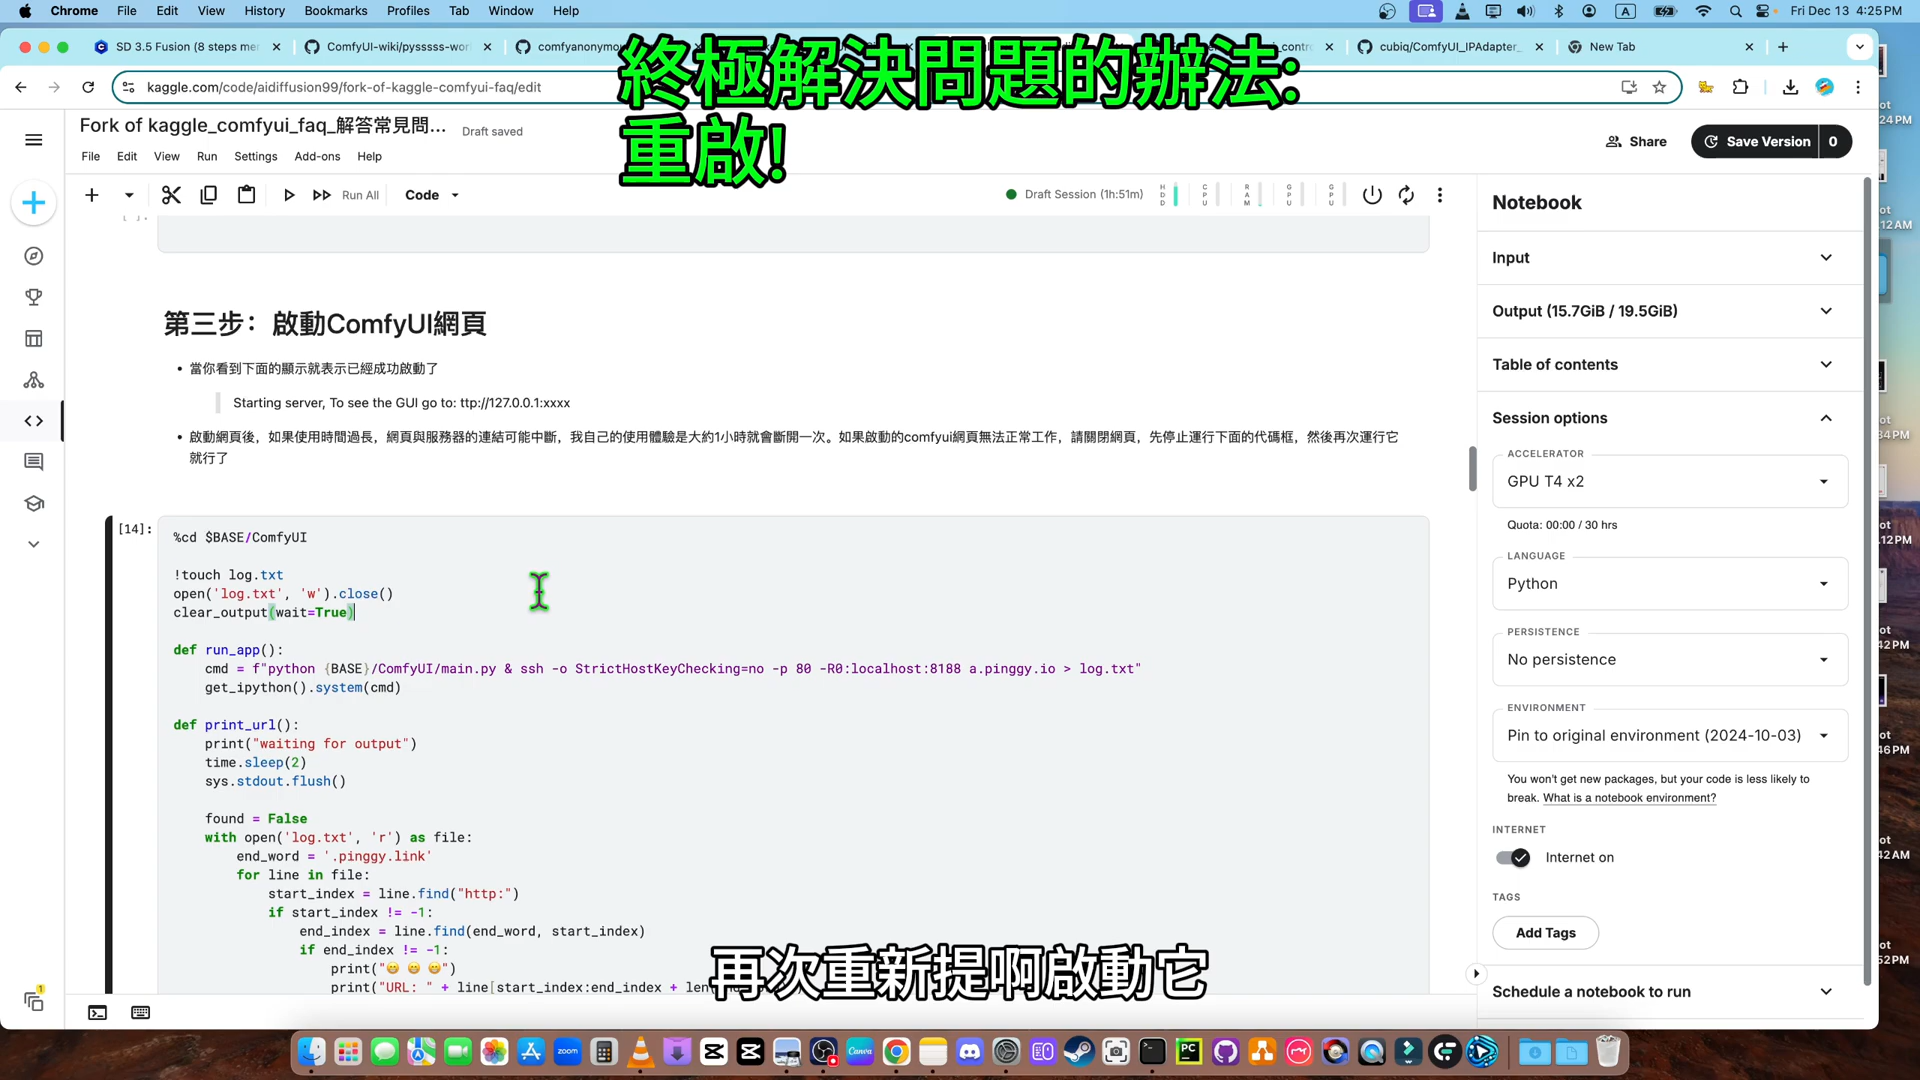 Chrome File Edit View History Bookmarks Profiles Tab Window Help
A
Fri Dec 13 4:25 PM
SD 3.5 Fusion (8 steps mer
ComfyUI-wiki/pysssss-wor
comfyanonymou
contr
cubiq/ComfyUI_IPAdapter_
New Tab
終極解決問題的辦法:
重啟!
kaggle.com/code/aidiffusion99/fork-of-kaggle-comfyui-faq/edit
Fork of kaggle_comfyui_faq_解答常見問... Draft saved
File Edit View Run Settings Add-ons Help
Share
Save Version 0
Run All Code
Draft Session (1h:51m)
HDD CPU RAM GPU GPU
第三步：啟動ComfyUI網頁
• 當你看到下面的顯示就表示已經成功啟動了
Starting server, To see the GUI go to: ttp://127.0.0.1:xxxx
• 啟動網頁後，如果使用時間過長，網頁與服務器的連結可能中斷，我自己的使用體驗是大約1小時就會斷開一次。如果啟動的comfyui網頁無法正常工作，請關閉網頁，先停止運行下面的代碼框，然後再次運行它
就行了
[14]:
%cd $BASE/ComfyUI
!touch log.txt
open('log.txt', 'w').close()
clear_output(wait=True)
def run_app():
cmd = f"python {BASE}/ComfyUI/main.py & ssh -o StrictHostKeyChecking=no -p 80 -R0:localhost:8188 a.pinggy.io > log.txt"
get_ipython().system(cmd)
def print_url():
print("waiting for output")
time.sleep(2)
sys.stdout.flush()
found = False
with open('log.txt', 'r') as file:
end_word = '.pinggy.link'
for line in file:
start_index = line.find("http:")
if start_index != -1:
end_index = line.find(end_word, start_index)
if end_index != -1:
print("😁 😁 😁")
print("URL: " + line[start_index:end_index + len(
再次重新提啊啟動它
Notebook
Input
Output (15.7GiB / 19.5GiB)
Table of contents
Session options
ACCELERATOR
GPU T4 x2
Quota: 00:00 / 30 hrs
LANGUAGE
Python
PERSISTENCE
No persistence
ENVIRONMENT
Pin to original environment (2024-10-03)
You won't get new packages, but your code is less likely to
break. What is a notebook environment?
INTERNET
Internet on
TAGS
Add Tags
Schedule a notebook to run
1
zoom
Canva
PC